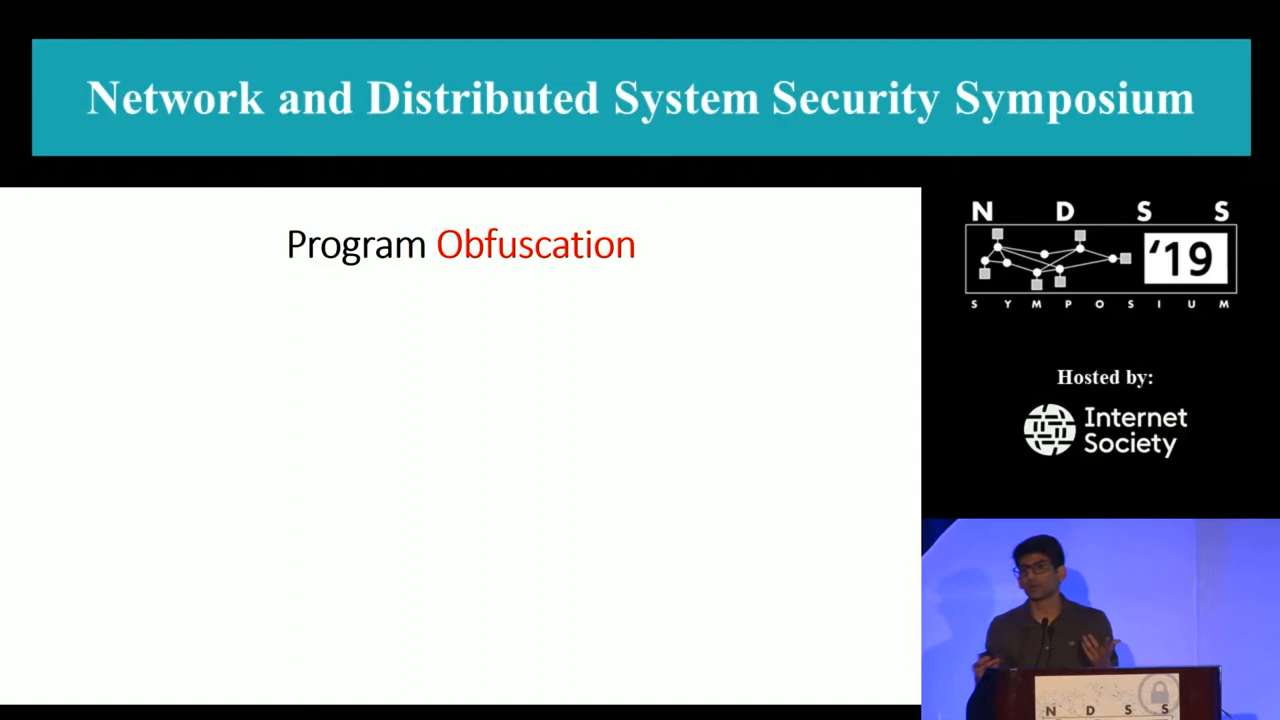 Network and Distributed System Security Symposium
Program Obfuscation
N D S S
'19
S Y M P O S I U M
Hosted by:
Internet
Society
N D S S